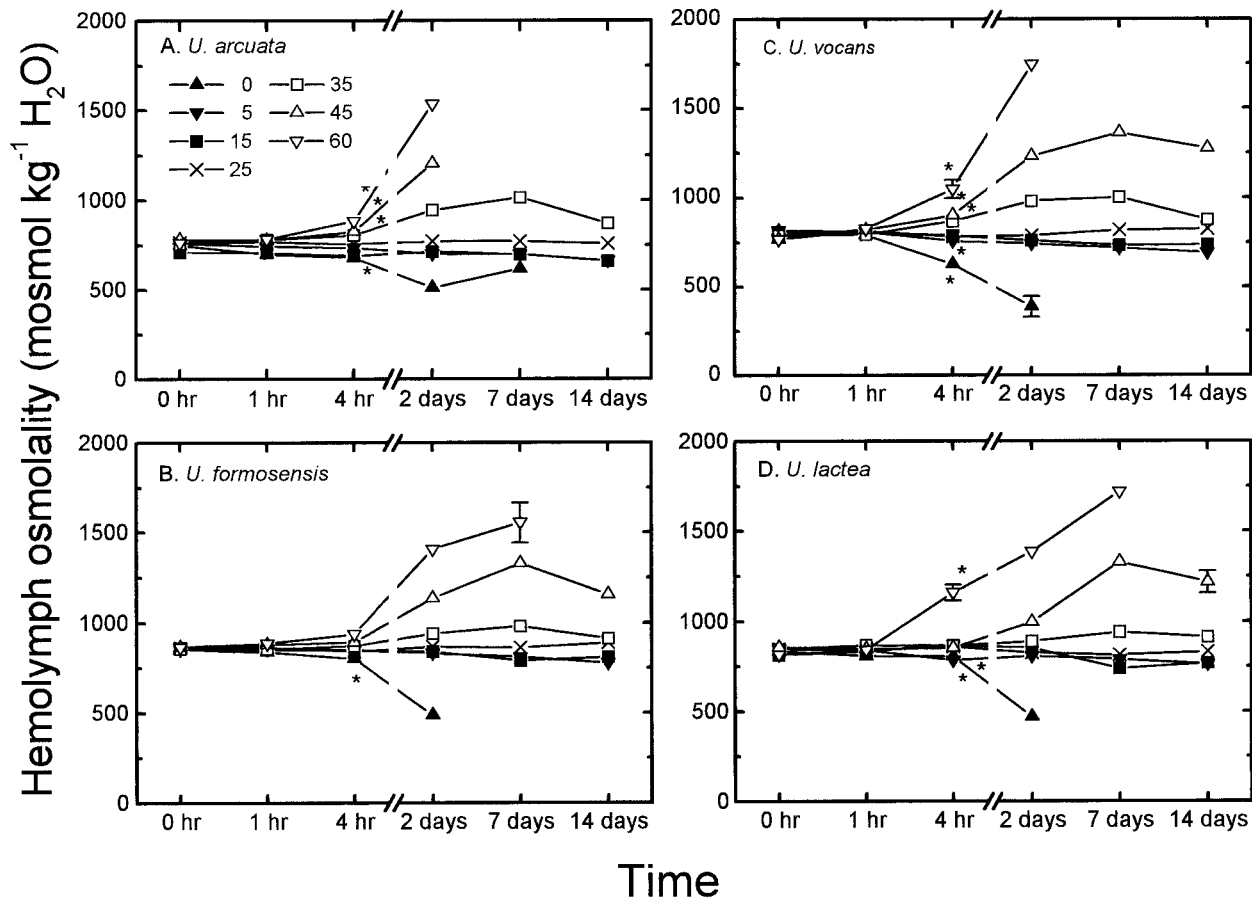 Hemolymph osmolality (mosmol kg⁻¹ H₂O)
A. U. arcuata
0
5
15
25
35
45
60
2000
1500
1000
500
0
0 hr 1 hr 4 hr 2 days 7 days 14 days
* * * *
B. U. formosensis
2000
1500
1000
500
0
0 hr 1 hr 4 hr 2 days 7 days 14 days
*
C. U. vocans
2000
1500
1000
500
0
0 hr 1 hr 4 hr 2 days 7 days 14 days
* * * * *
D. U. lactea
2000
1500
1000
500
0
0 hr 1 hr 4 hr 2 days 7 days 14 days
* * *
Time